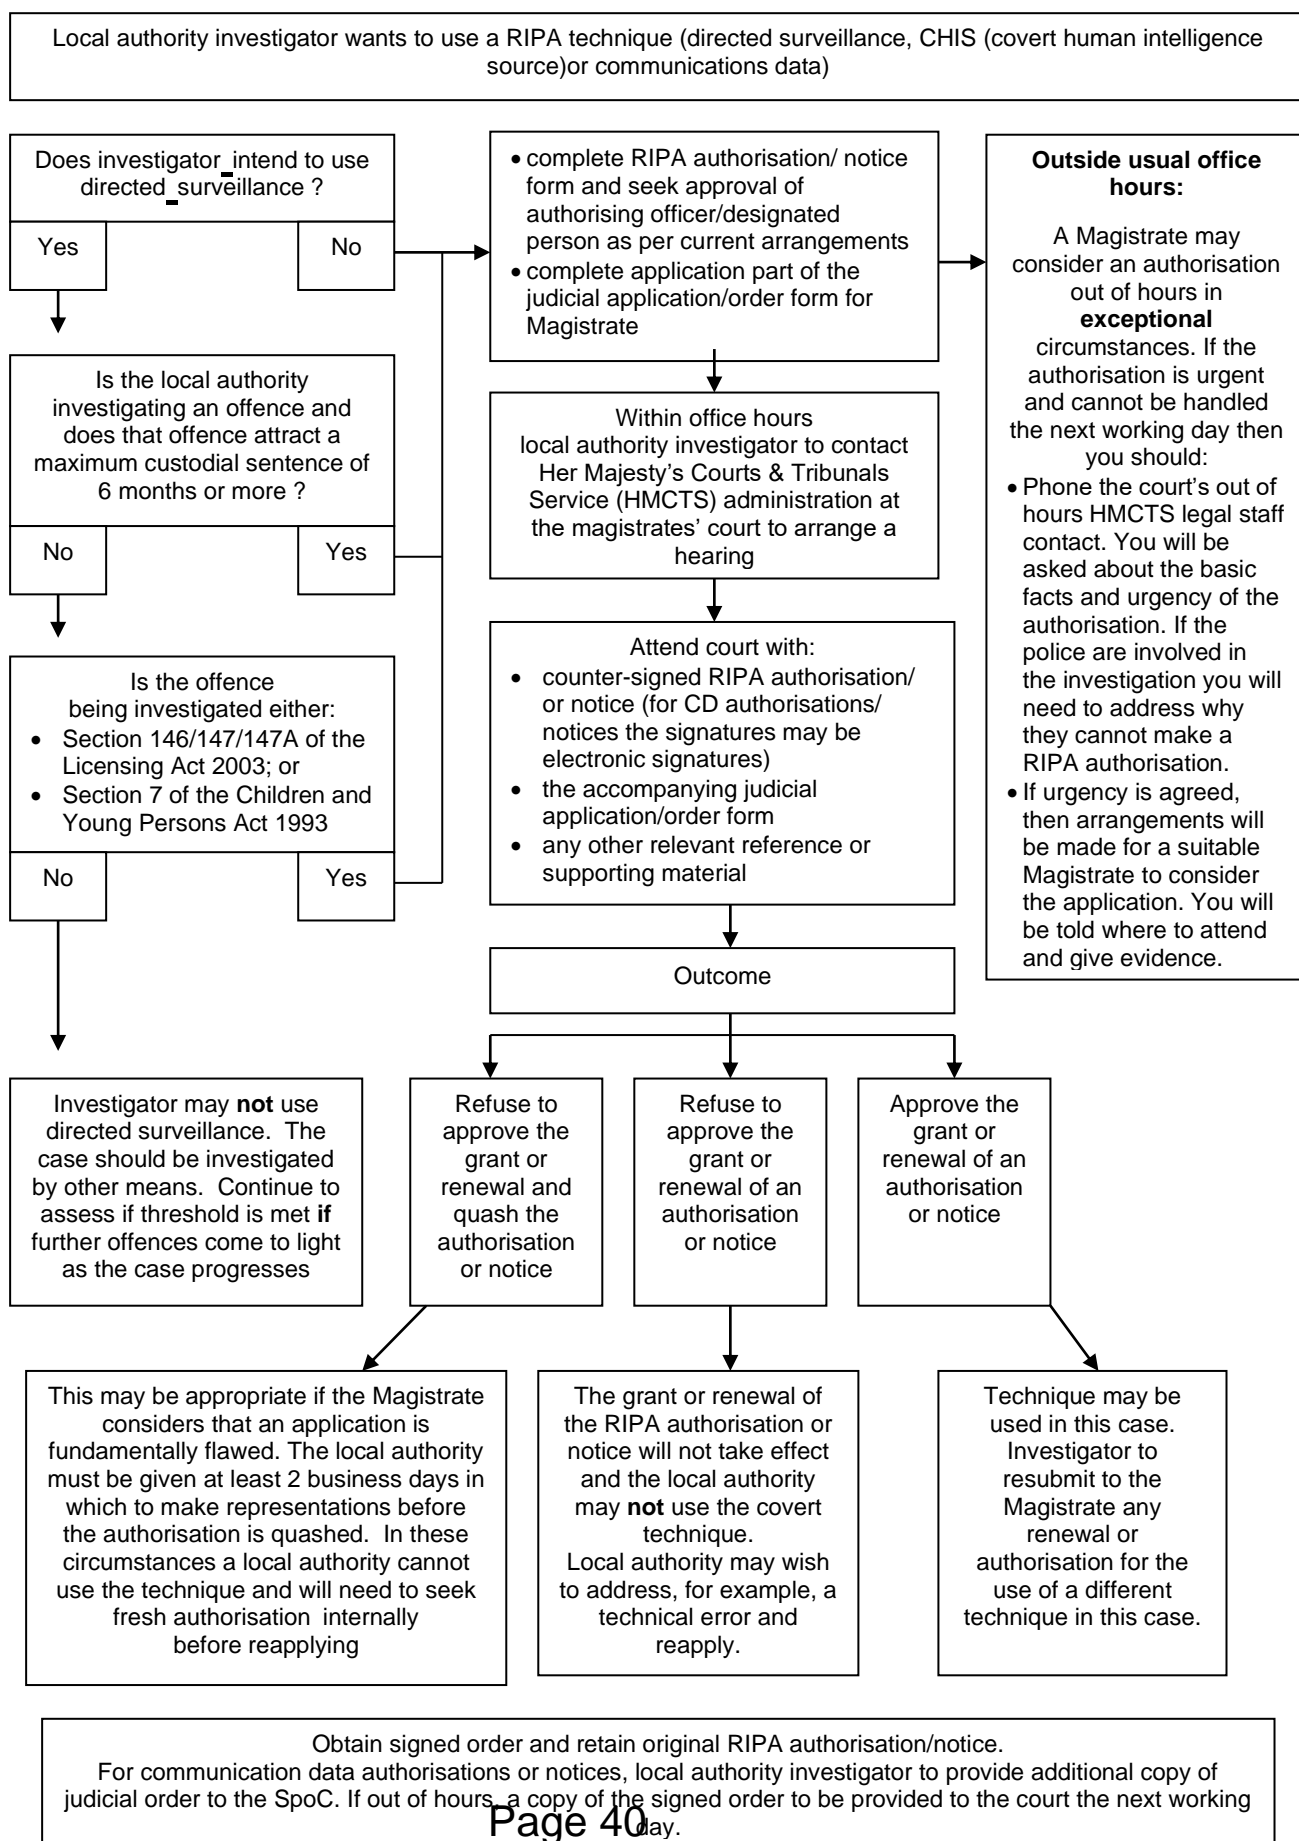 Local authority investigator wants to use a RIPA technique (directed surveillance, CHIS (covert human intelligence
source)or communications data)
Does investigator intend to use
directed surveillance ?
Yes
No
Is the local authority
investigating an offence and
does that offence attract a
maximum custodial sentence of
6 months or more ?
No
Yes
Is the offence
being investigated either:
• Section 146/147/147A of the
Licensing Act 2003; or
• Section 7 of the Children and
Young Persons Act 1993
No
Yes
Investigator may not use
directed surveillance. The
case should be investigated
by other means. Continue to
assess if threshold is met if
further offences come to light
as the case progresses
• complete RIPA authorisation/ notice
form and seek approval of
authorising officer/designated
person as per current arrangements
• complete application part of the
judicial application/order form for
Magistrate
Within office hours
local authority investigator to contact
Her Majesty's Courts & Tribunals
Service (HMCTS) administration at
the magistrates' court to arrange a
hearing
Attend court with:
• counter-signed RIPA authorisation/
or notice (for CD authorisations/
notices the signatures may be
electronic signatures)
• the accompanying judicial
application/order form
• any other relevant reference or
supporting material
Outside usual office
hours:
A Magistrate may
consider an authorisation
out of hours in
exceptional
circumstances. If the
authorisation is urgent
and cannot be handled
the next working day then
you should:
• Phone the court's out of
hours HMCTS legal staff
contact. You will be
asked about the basic
facts and urgency of the
authorisation. If the
police are involved in
the investigation you will
need to address why
they cannot make a
RIPA authorisation.
• If urgency is agreed,
then arrangements will
be made for a suitable
Magistrate to consider
the application. You will
be told where to attend
and give evidence.
Outcome
Refuse to
approve the
grant or
renewal and
quash the
authorisation
or notice
Refuse to
approve the
grant or
renewal of an
authorisation
or notice
Approve the
grant or
renewal of an
authorisation
or notice
This may be appropriate if the Magistrate
considers that an application is
fundamentally flawed. The local authority
must be given at least 2 business days in
which to make representations before
the authorisation is quashed. In these
circumstances a local authority cannot
use the technique and will need to seek
fresh authorisation internally
before reapplying
The grant or renewal of
the RIPA authorisation or
notice will not take effect
and the local authority
may not use the covert
technique.
Local authority may wish
to address, for example, a
technical error and
reapply.
Technique may be
used in this case.
Investigator to
resubmit to the
Magistrate any
renewal or
authorisation for the
use of a different
technique in this case.
Obtain signed order and retain original RIPA authorisation/notice.
For communication data authorisations or notices, local authority investigator to provide additional copy of
judicial order to the SpoC. If out of hours, a copy of the signed order to be provided to the court the next working
day.
Page 40